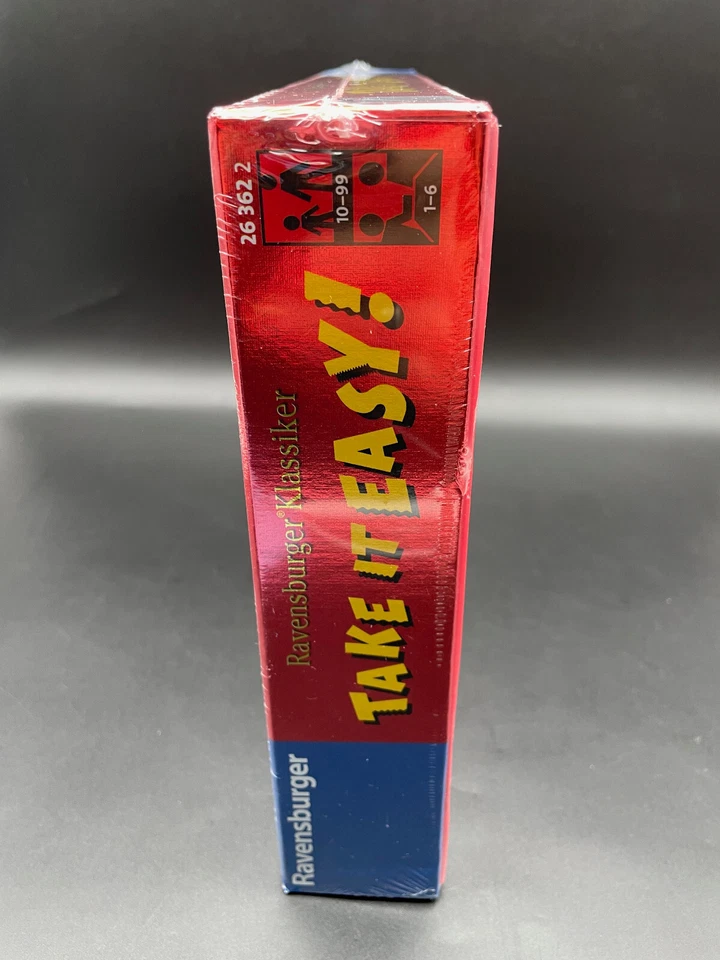 Ravensburger
Ravensburger® Klassiker
TAKE IT EASY!
26 362 2
10–99
1–6